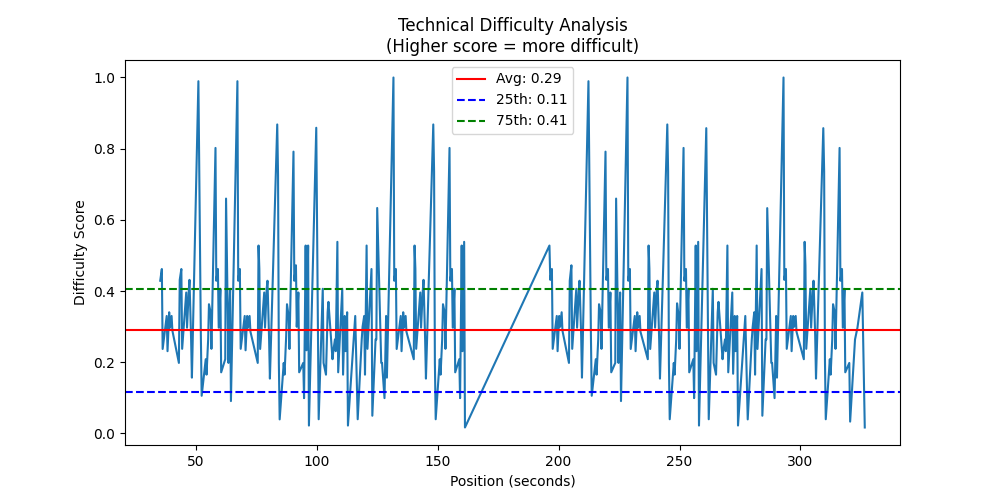 Technical Difficulty Analysis
(Higher score = more difficult)
Avg: 0.29
25th: 0.11
75th: 0.41
Difficulty Score
1.0
0.8
0.6
0.4
0.2
0.0
50
100
150
200
250
300
Position (seconds)